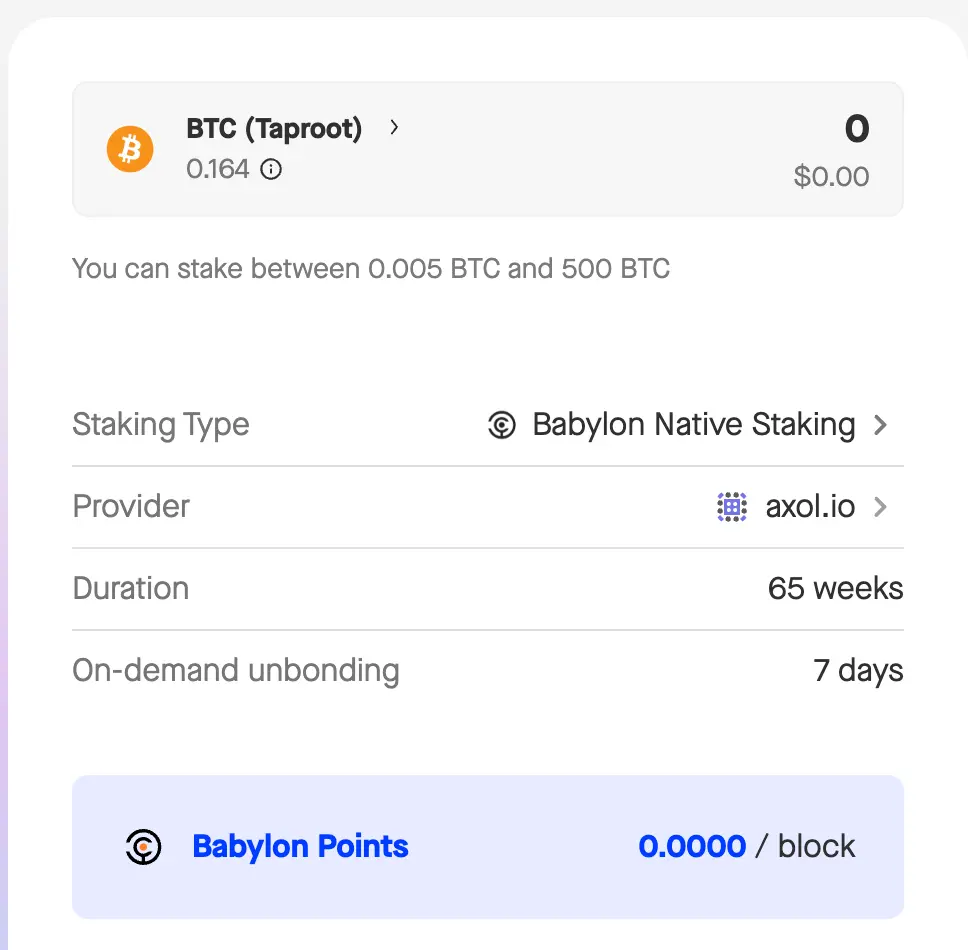 BTC (Taproot)
0
0.164
$0.00
You can stake between 0.005 BTC and 500 BTC
Staking Type Babylon Native Staking
Provider axol.io
Duration 65 weeks
On-demand unbonding 7 days
Babylon Points 0.0000 / block